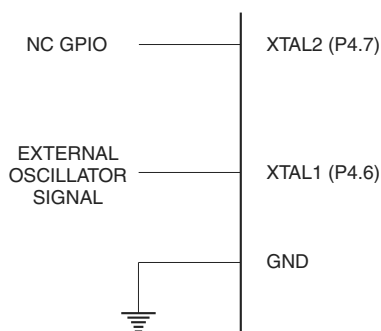 NC GPIO
XTAL2 (P4.7)
EXTERNAL
OSCILLATOR
SIGNAL
XTAL1 (P4.6)
GND